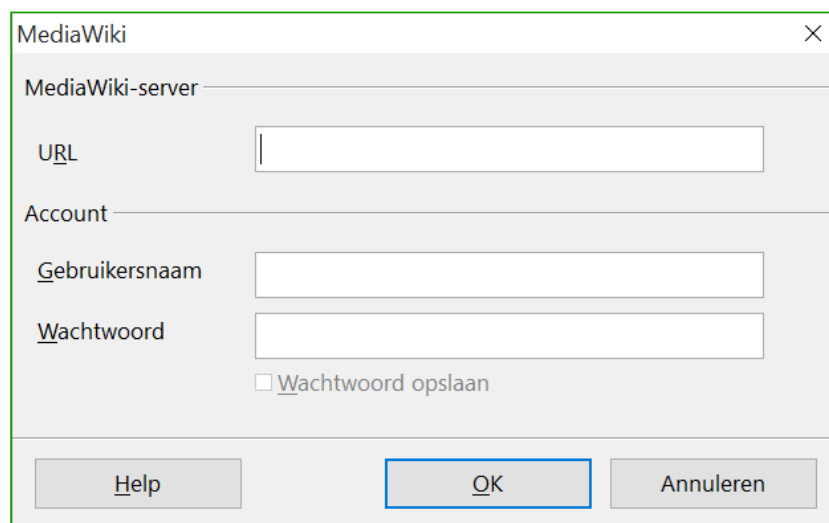 MediaWiki
MediaWiki-server
URL
Account
Gebruikersnaam
Wachtwoord
Wachtwoord opslaan
Help OK Annuleren